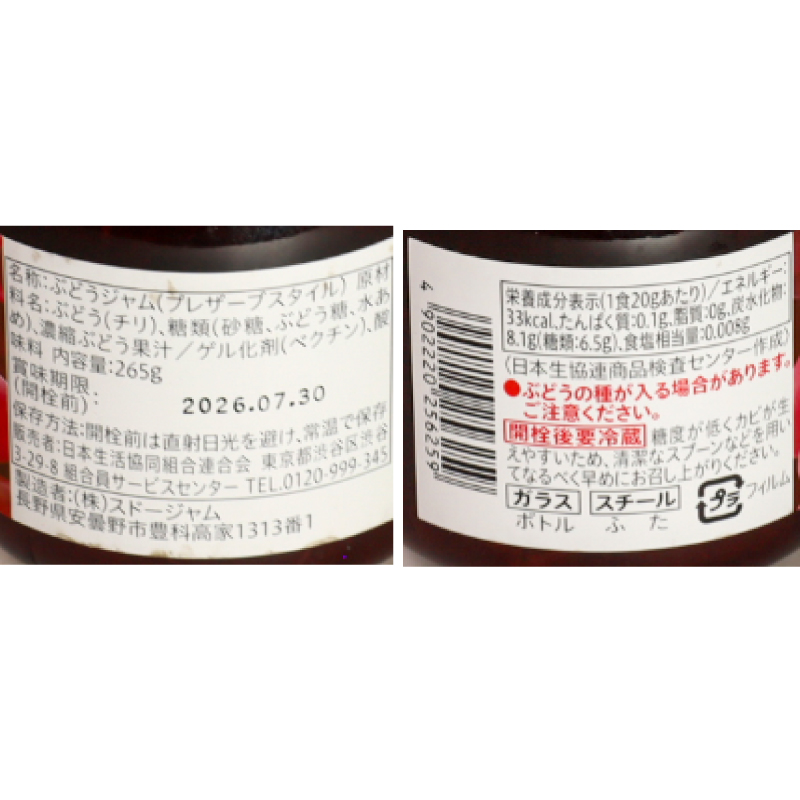 名称:ぶどうジャム(プレザーブスタイル) 原材
料名:ぶどう(チリ)、糖類(砂糖、ぶどう糖、水あ
め)、濃縮ぶどう果汁/ゲル化剤(ペクチン)、酸
味料 内容量:265g
賞味期限:
(開栓前)
2026.07.30
保存方法:開栓前は直射日光を避け、常温で保存
販売者:日本生活協同組合連合会 東京都渋谷区渋谷
3-29-8 組合員サービスセンター TEL.0120-999-345
製造者:(株)スドージャム
長野県安曇野市豊科高家1313番1
4 902220 256259
栄養成分表示(1食20gあたり)/エネルギー:
33kcal、たんぱく質:0.1g、脂質:0g、炭水化物:
8.1g(糖類:6.5g)、食塩相当量:0.008g
(日本生協連商品検査センター作成)
●ぶどうの種が入る場合があります。
ご注意ください。
開栓後要冷蔵 糖度が低くカビが生
えやすいため、清潔なスプーンなどを用い
てなるべく早めにお召し上がりください。
ガラス スチール プラ フィルム
ボトル ふた